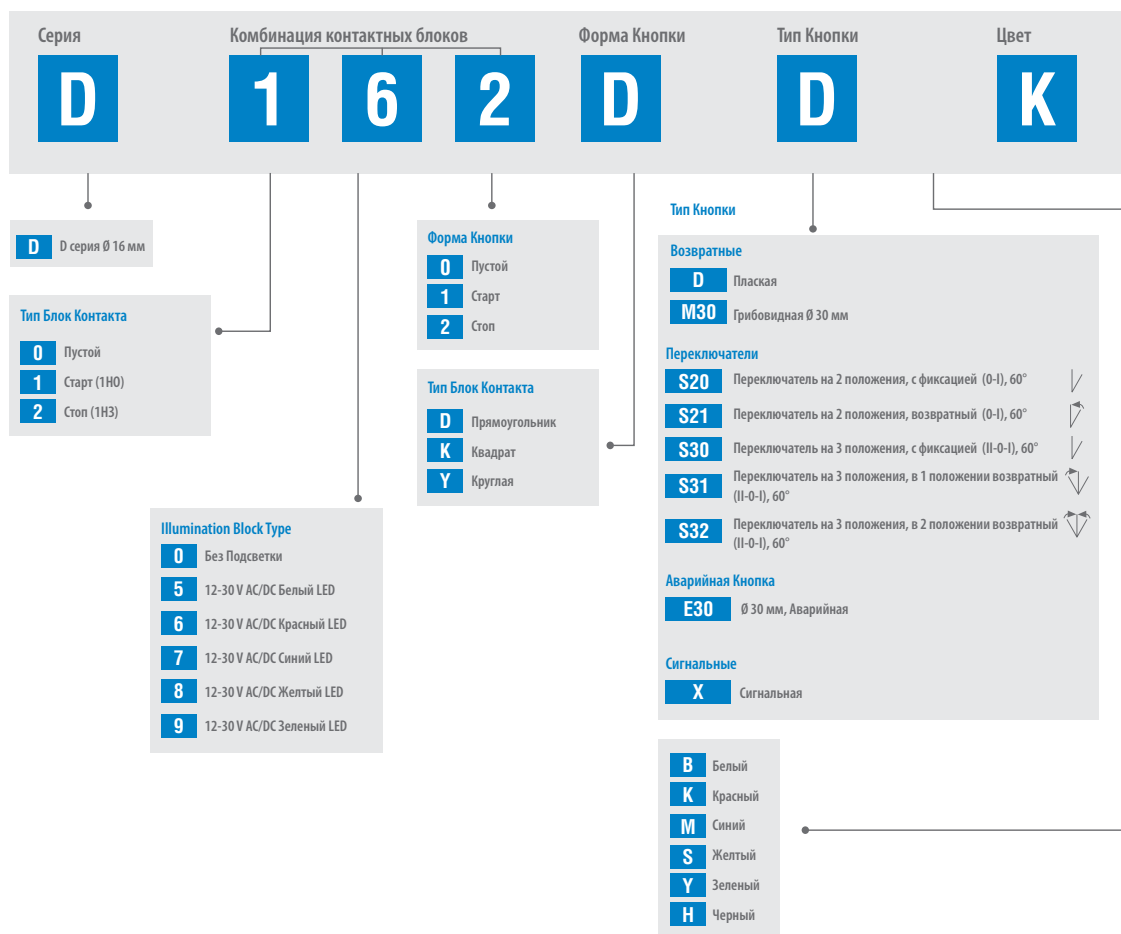 Серия
Комбинация контактных блоков
Форма Кнопки
Тип Кнопки
Цвет
D
1
6
2
D
D
K
D D серия Ø 16 мм
Тип Блок Контакта
0 Пустой
1 Старт (1НО)
2 Стоп (1НЗ)
Illumination Block Type
0 Без Подсветки
5 12-30 V AC/DC Белый LED
6 12-30 V AC/DC Красный LED
7 12-30 V AC/DC Синий LED
8 12-30 V AC/DC Желтый LED
9 12-30 V AC/DC Зеленый LED
Форма Кнопки
0 Пустой
1 Старт
2 Стоп
Тип Блок Контакта
D Прямоугольник
K Квадрат
Y Круглая
Тип Кнопки
Возвратные
D Плаская
M30 Грибовидная Ø 30 мм
Переключатели
S20 Переключатель на 2 положения, с фиксацией (0-I), 60°
S21 Переключатель на 2 положения, возвратный (0-I), 60°
S30 Переключатель на 3 положения, с фиксацией (II-0-I), 60°
S31 Переключатель на 3 положения, в 1 положении возвратный
(II-0-I), 60°
S32 Переключатель на 3 положения, в 2 положении возвратный
(II-0-I), 60°
Аварийная Кнопка
E30 Ø 30 мм, Аварийная
Сигнальные
X Сигнальная
B Белый
K Красный
M Синий
S Желтый
Y Зеленый
H Черный